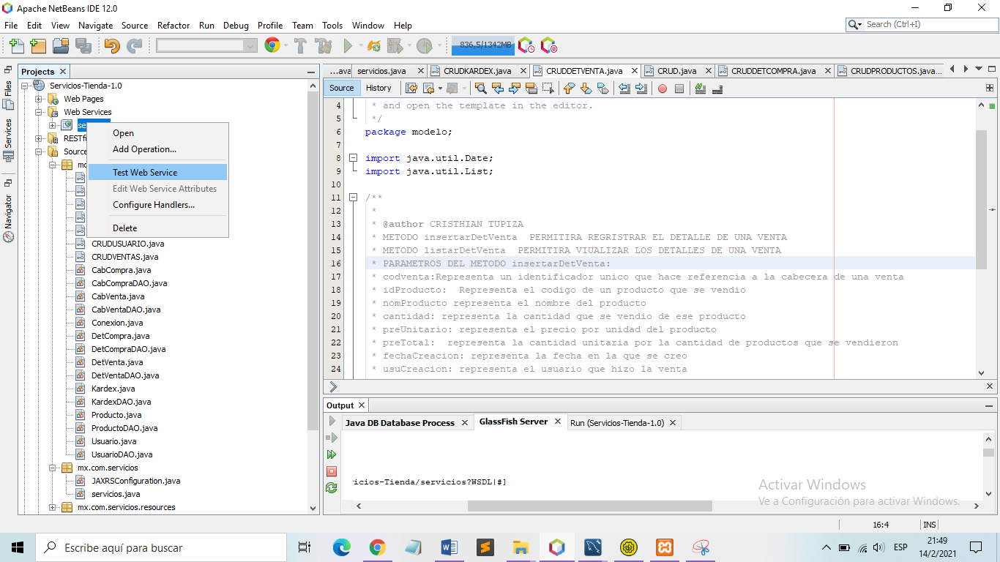 Apache NetBeans IDE 12.0
File Edit View Navigate Source Refactor Run Debug Profile Team Tools Window Help
Search (Ctrl+I)
836,5/1342MB
Files
Services
Navigator
Projects
Servicios-Tienda-1.0
Web Pages
Web Services
Open
Add Operation...
Test Web Service
Edit Web Service Attributes
Configure Handlers...
Delete
CRUDUSUARIO.java
CRUDVENTAS.java
CabCompra.java
CabCompraDAO.java
CabVenta.java
CabVentaDAO.java
Conexion.java
DetCompra.java
DetCompraDAO.java
DetVenta.java
DetVentaDAO.java
Kardex.java
KardexDAO.java
Producto.java
ProductoDAO.java
Usuario.java
UsuarioDAO.java
mx.com.servicios
JAXRSConfiguration.java
servicios.java
mx.com.servicios.resources
...ava servicios.java CRUDKARDEX.java CRUDDETVENTA.java CRUD.java CRUDDETCOMPRA.java CRUDPRODUCTOS.java...
Source History
4 * and open the template in the editor.
5 */
6 package modelo;
7
8 import java.util.Date;
9 import java.util.List;
10
11 /**
12 *
13 * @author CRISTHIAN TUPIZA
14 * METODO insertarDetVenta PERMITIRA REGRISTRAR EL DETALLE DE UNA VENTA
15 * METODO listarDetVenta PERMITIRA VIUALIZAR LOS DETALLES DE UNA VENTA
16 * PARAMETROS DEL METODO insertarDetVenta:
17 * codventa:Representa un identificador unico que hace referencia a la cabecera de una venta
18 * idProducto: Representa el codigo de un producto que se vendio
19 * nomProducto representa el nombre del producto
20 * cantidad: representa la cantidad que se vendio de ese producto
21 * preUnitario: representa el precio por unidad del producto
22 * preTotal: representa la cantidad unitaria por la cantidad de productos que se vendieron
23 * fechaCreacion: representa la fecha en la que se creo
24 * usuCreacion: representa el usuario que hizo la venta
Output
Java DB Database Process GlassFish Server Run (Servicios-Tienda-1.0)
icios-Tienda/servicios?WSDL|#]
Activar Windows
Ve a Configuración para activar Windows.
16:4 INS
Escribe aquí para buscar
ESP
21:49
14/2/2021